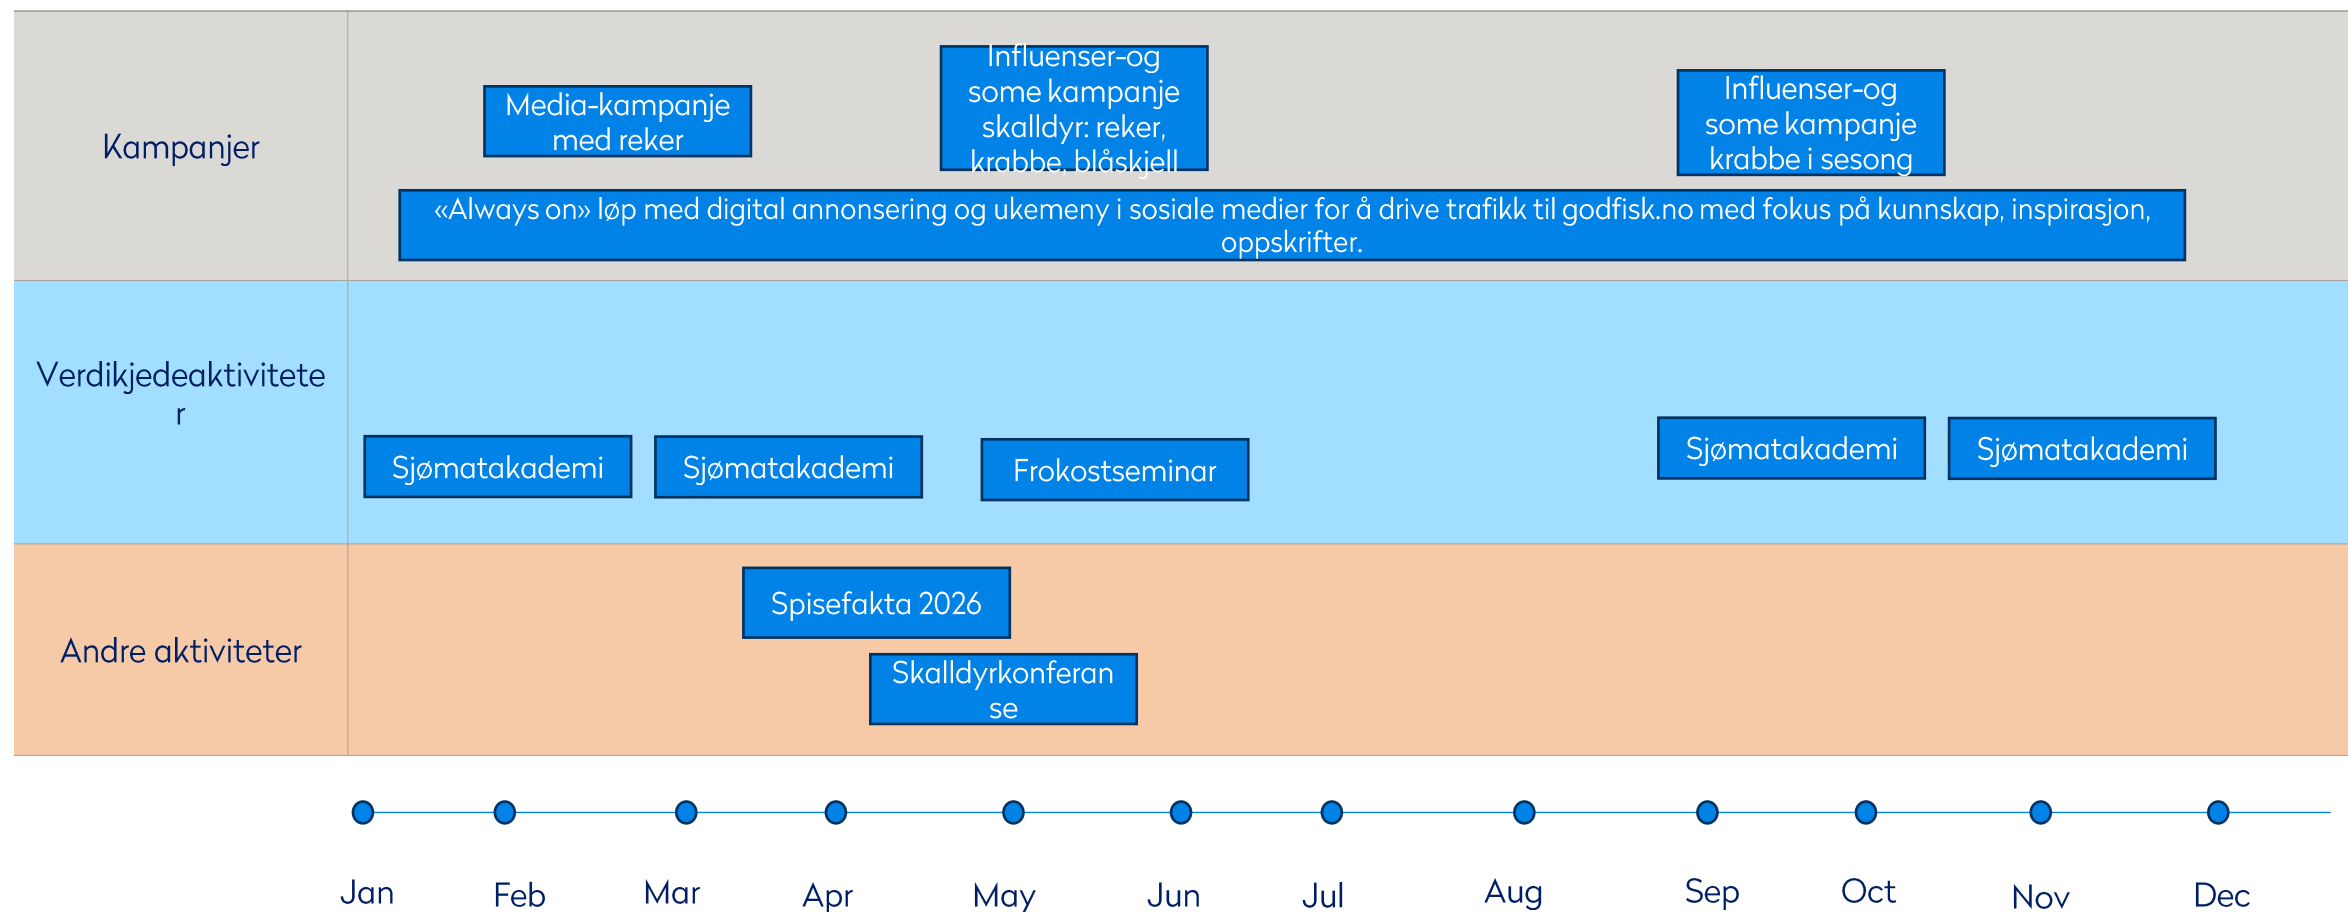 Kampanjer
Media-kampanje
med reker
Influenser-og
some kampanje
skalldyr: reker,
krabbe, blåskjell
Influenser-og
some kampanje
krabbe i sesong
«Always on» løp med digital annonsering og ukemeny i sosiale medier for å drive trafikk til godfisk.no med fokus på kunnskap, inspirasjon,
oppskrifter.
Verdikjedeaktivitete
r
Sjømatakademi
Sjømatakademi
Frokostseminar
Sjømatakademi
Sjømatakademi
Andre aktiviteter
Spisefakta 2026
Skalldyrkonferan
se
Jan
Feb
Mar
Apr
May
Jun
Jul
Aug
Sep
Oct
Nov
Dec